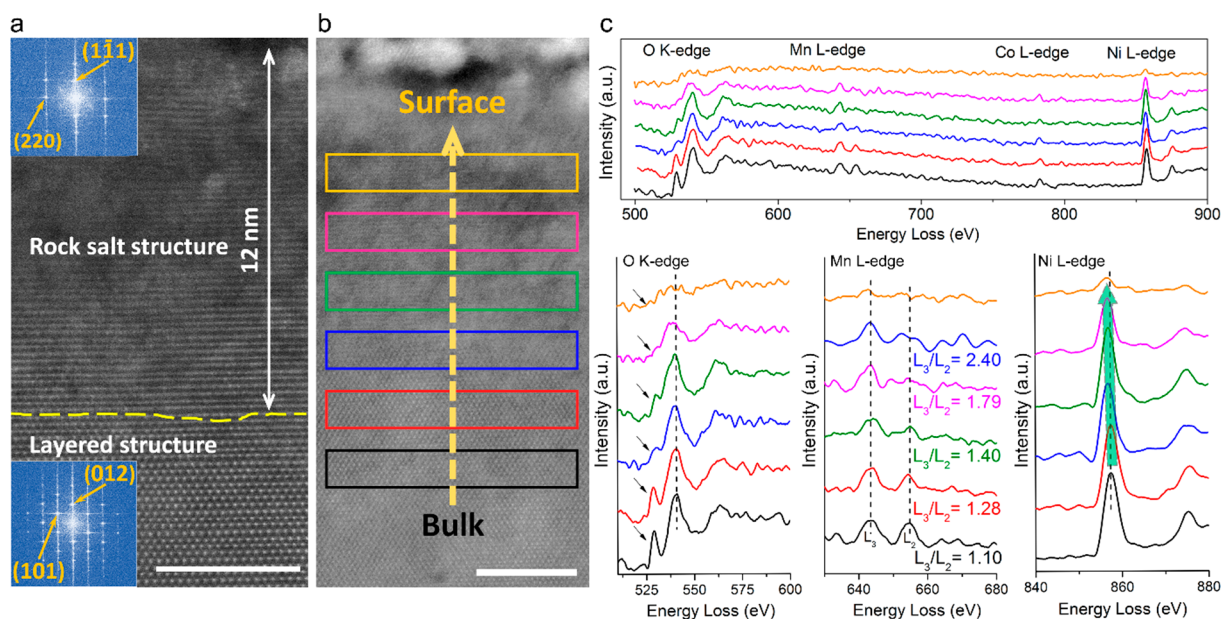 a
(11̄1)
(220)
Rock salt structure
12 nm
Layered structure
(012)
(101)
b
Surface
Bulk
c
O K-edge
Mn L-edge
Co L-edge
Ni L-edge
Intensity (a.u.)
500 600 700 800 900
Energy Loss (eV)
O K-edge
Intensity (a.u.)
525 550 575 600
Energy Loss (eV)
Mn L-edge
Intensity (a.u.)
L₃/L₂= 2.40
L₃/L₂= 1.79
L₃/L₂= 1.40
L₃/L₂= 1.28
L₃ L₂
L₃/L₂= 1.10
640 660 680
Energy Loss (eV)
Ni L-edge
Intensity (a.u.)
840 860 880
Energy Loss (eV)